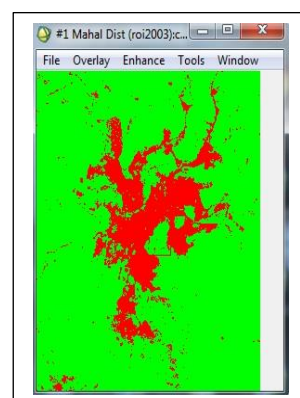 #1 Mahal Dist (roi2003):c...
File Overlay Enhance Tools Window